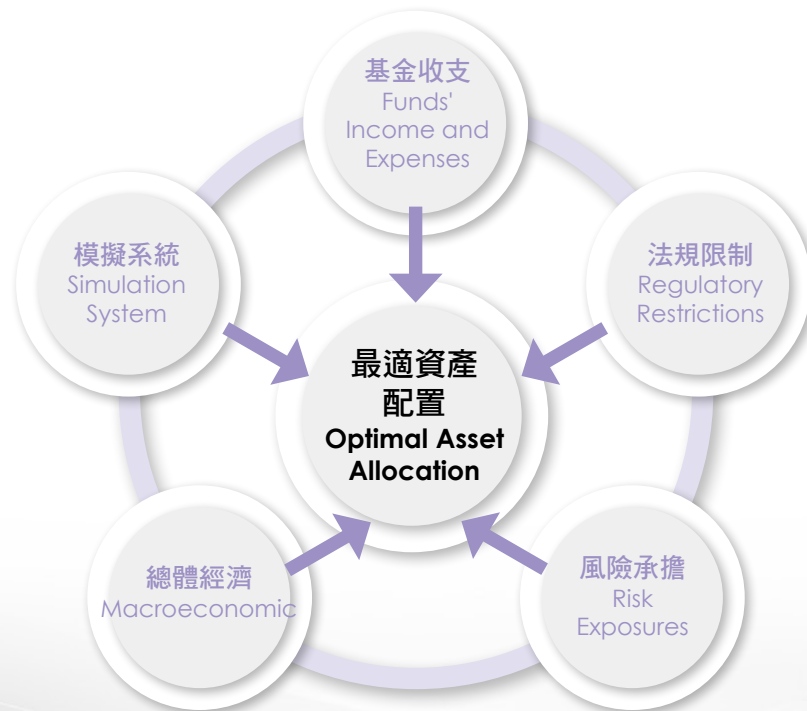 基金收支
Funds'
Income and
Expenses
模擬系統
Simulation
System
法規限制
Regulatory
Restrictions
最適資產
配置
Optimal Asset
Allocation
總體經濟
Macroeconomic
風險承擔
Risk
Exposures